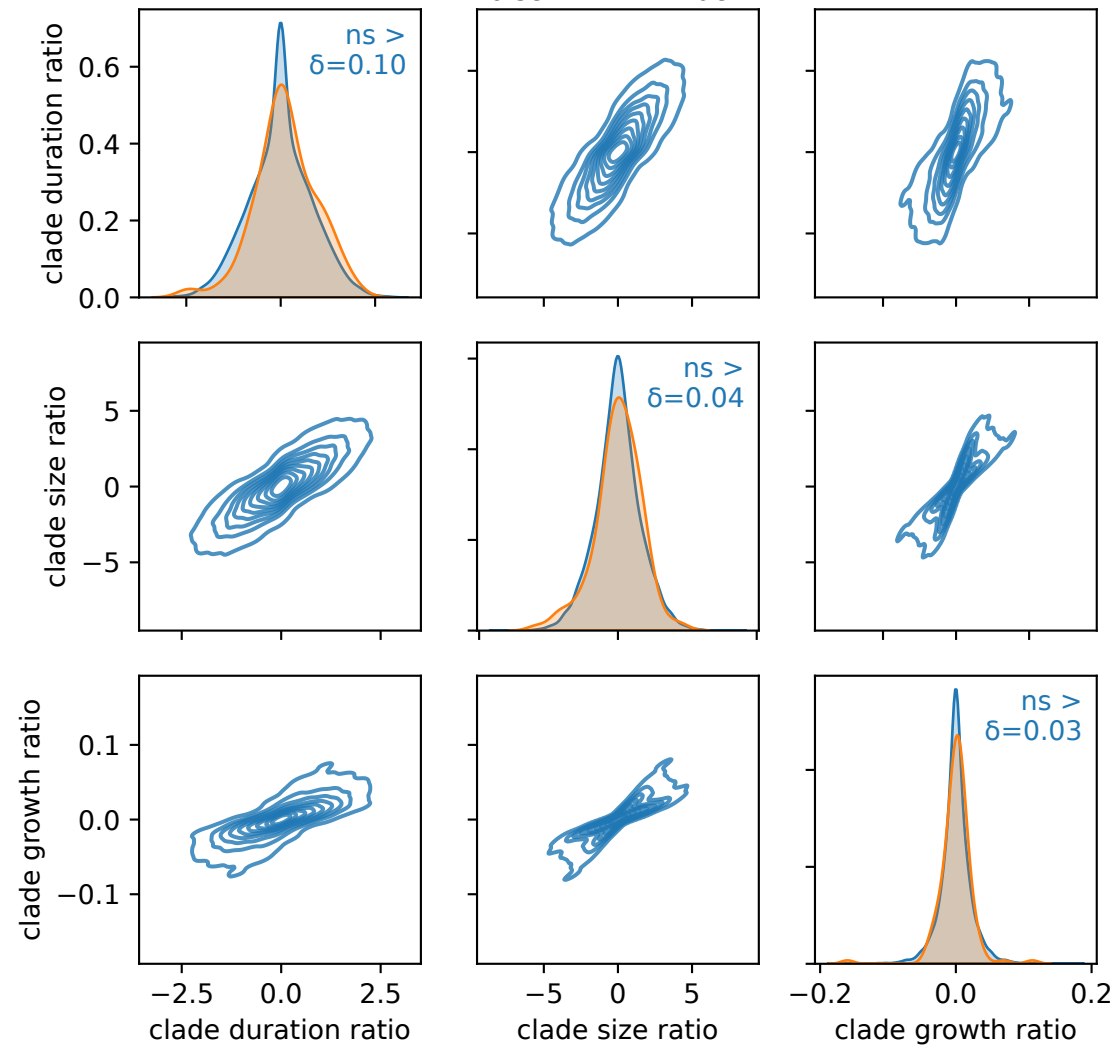 clade duration ratio
0.6
0.4
0.2
0.0
ns >
δ=0.10
clade size ratio
5
0
−5
ns >
δ=0.04
clade growth ratio
0.1
0.0
−0.1
ns >
δ=0.03
−2.5 0.0 2.5
−5 0 5
−0.2 0.0 0.2
clade duration ratio
clade size ratio
clade growth ratio